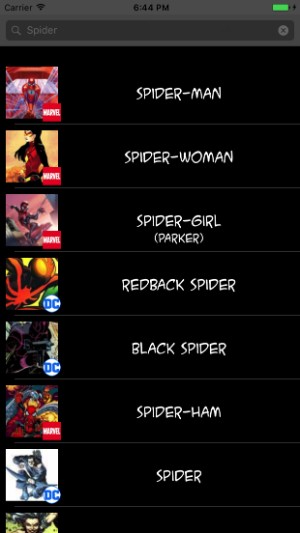 Carrier 6:44 PM
Spider
SPIDER-MAN
MARVEL
SPIDER-WOMAN
MARVEL
SPIDER-GIRL
(PARKER)
MARVEL
REDBACK SPIDER
DC
BLACK SPIDER
DC
SPIDER-HAM
MARVEL
SPIDER
DC